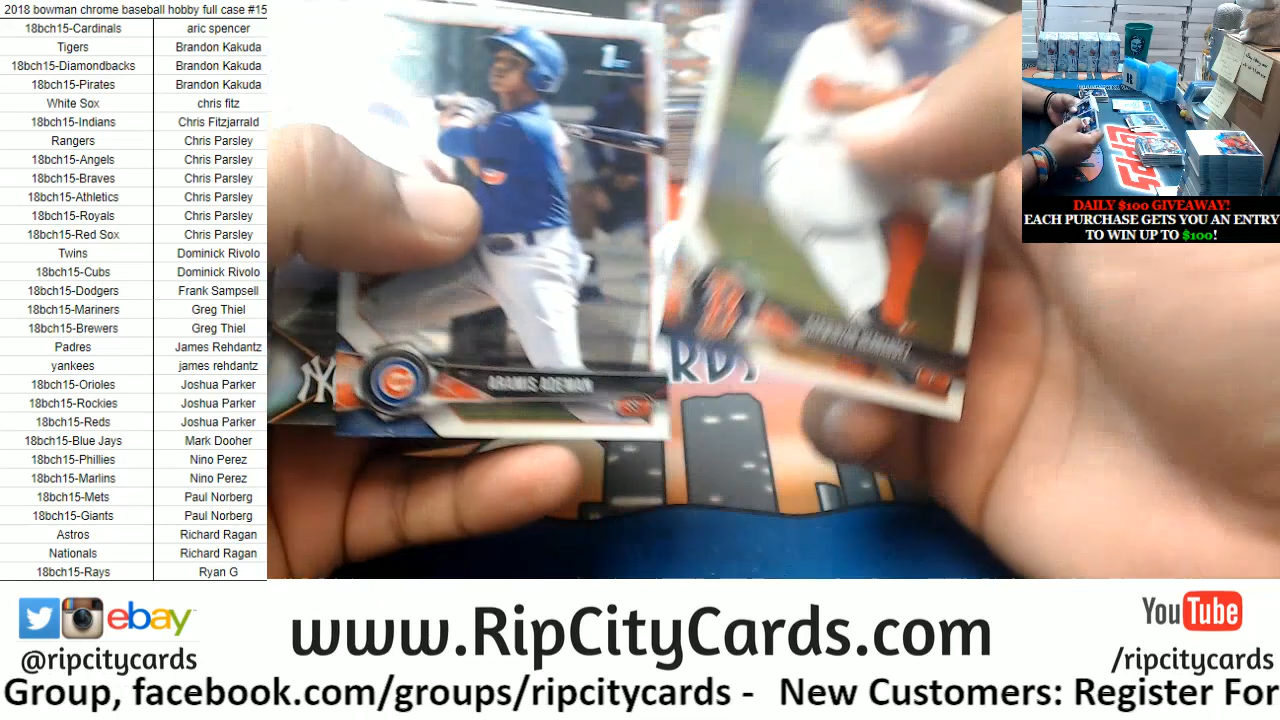 2018 bowman chrome baseball hobby full case #15
18bch15-Cardinals aric spencer
Tigers Brandon Kakuda
18bch15-Diamondbacks Brandon Kakuda
18bch15-Pirates Brandon Kakuda
White Sox chris fitz
18bch15-Indians Chris Fitzjarrald
Rangers Chris Parsley
18bch15-Angels Chris Parsley
18bch15-Braves Chris Parsley
18bch15-Athletics Chris Parsley
18bch15-Royals Chris Parsley
18bch15-Red Sox Chris Parsley
Twins Dominick Rivolo
18bch15-Cubs Dominick Rivolo
18bch15-Dodgers Frank Sampsell
18bch15-Mariners Greg Thiel
18bch15-Brewers Greg Thiel
Padres James Rehdantz
yankees james rehdantz
18bch15-Orioles Joshua Parker
18bch15-Rockies Joshua Parker
18bch15-Reds Joshua Parker
18bch15-Blue Jays Mark Dooher
18bch15-Phillies Nino Perez
18bch15-Marlins Nino Perez
18bch15-Mets Paul Norberg
18bch15-Giants Paul Norberg
Astros Richard Ragan
Nationals Richard Ragan
18bch15-Rays Ryan G
1st
NY
ARAMIS ADEMAN
RDS
DAILY $100 GIVEAWAY!
EACH PURCHASE GETS YOU AN ENTRY
TO WIN UP TO $100!
ebay
@ripcitycards
www.RipCityCards.com
YouTube
/ripcitycards
Group, facebook.com/groups/ripcitycards - New Customers: Register For